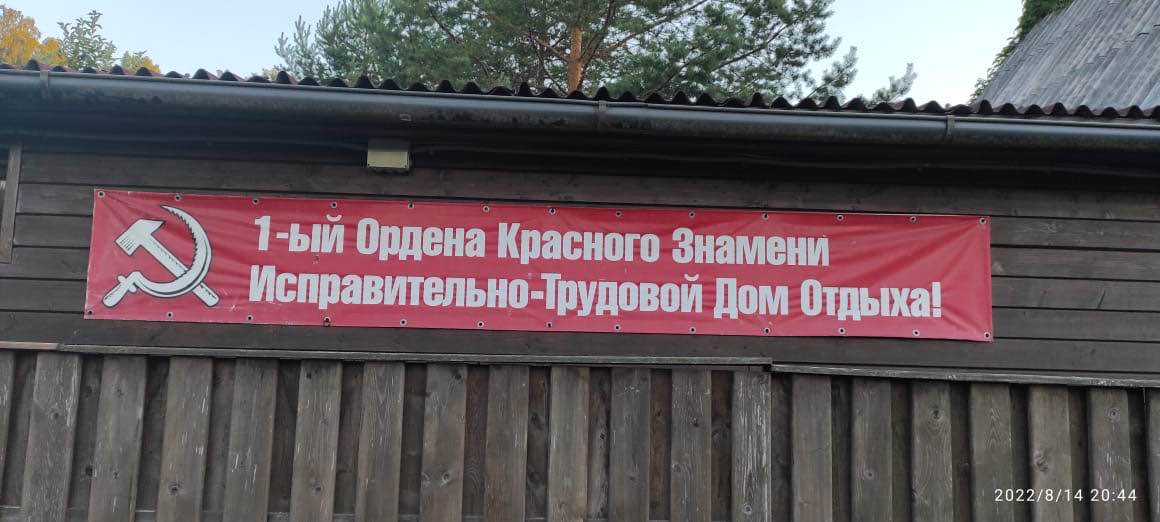 1-ый Ордена Красного Знамени
Исправительно-Трудовой Дом Отдыха!
2022/8/14 20:44